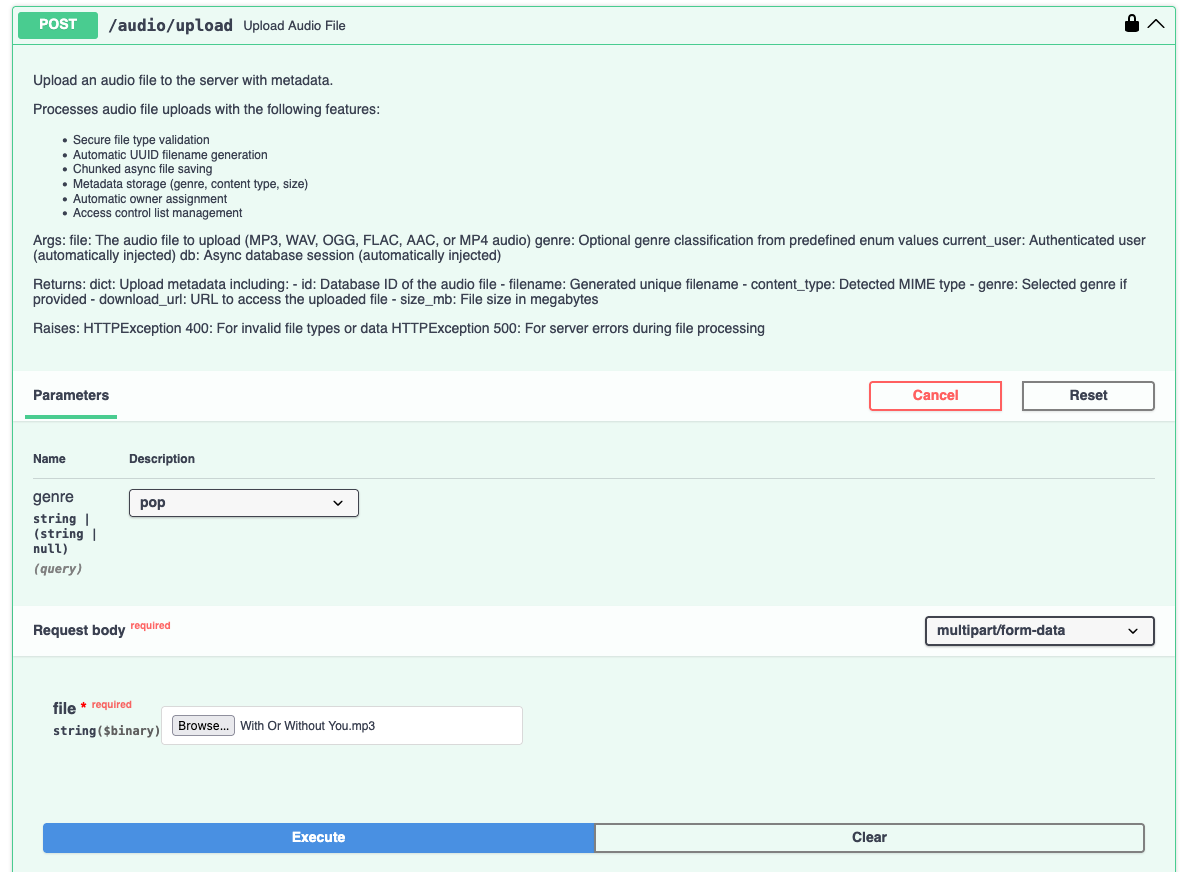 POST /audio/upload Upload Audio File
Upload an audio file to the server with metadata.
Processes audio file uploads with the following features:
• Secure file type validation
• Automatic UUID filename generation
• Chunked async file saving
• Metadata storage (genre, content type, size)
• Automatic owner assignment
• Access control list management
Args: file: The audio file to upload (MP3, WAV, OGG, FLAC, AAC, or MP4 audio) genre: Optional genre classification from predefined enum values current_user: Authenticated user
(automatically injected) db: Async database session (automatically injected)
Returns: dict: Upload metadata including: - id: Database ID of the audio file - filename: Generated unique filename - content_type: Detected MIME type - genre: Selected genre if
provided - download_url: URL to access the uploaded file - size_mb: File size in megabytes
Raises: HTTPException 400: For invalid file types or data HTTPException 500: For server errors during file processing
Parameters
Cancel
Reset
Name Description
genre
string |
(string |
null)
(query)
pop
Request body required
multipart/form-data
file * required
string($binary)
Browse... With Or Without You.mp3
Execute
Clear